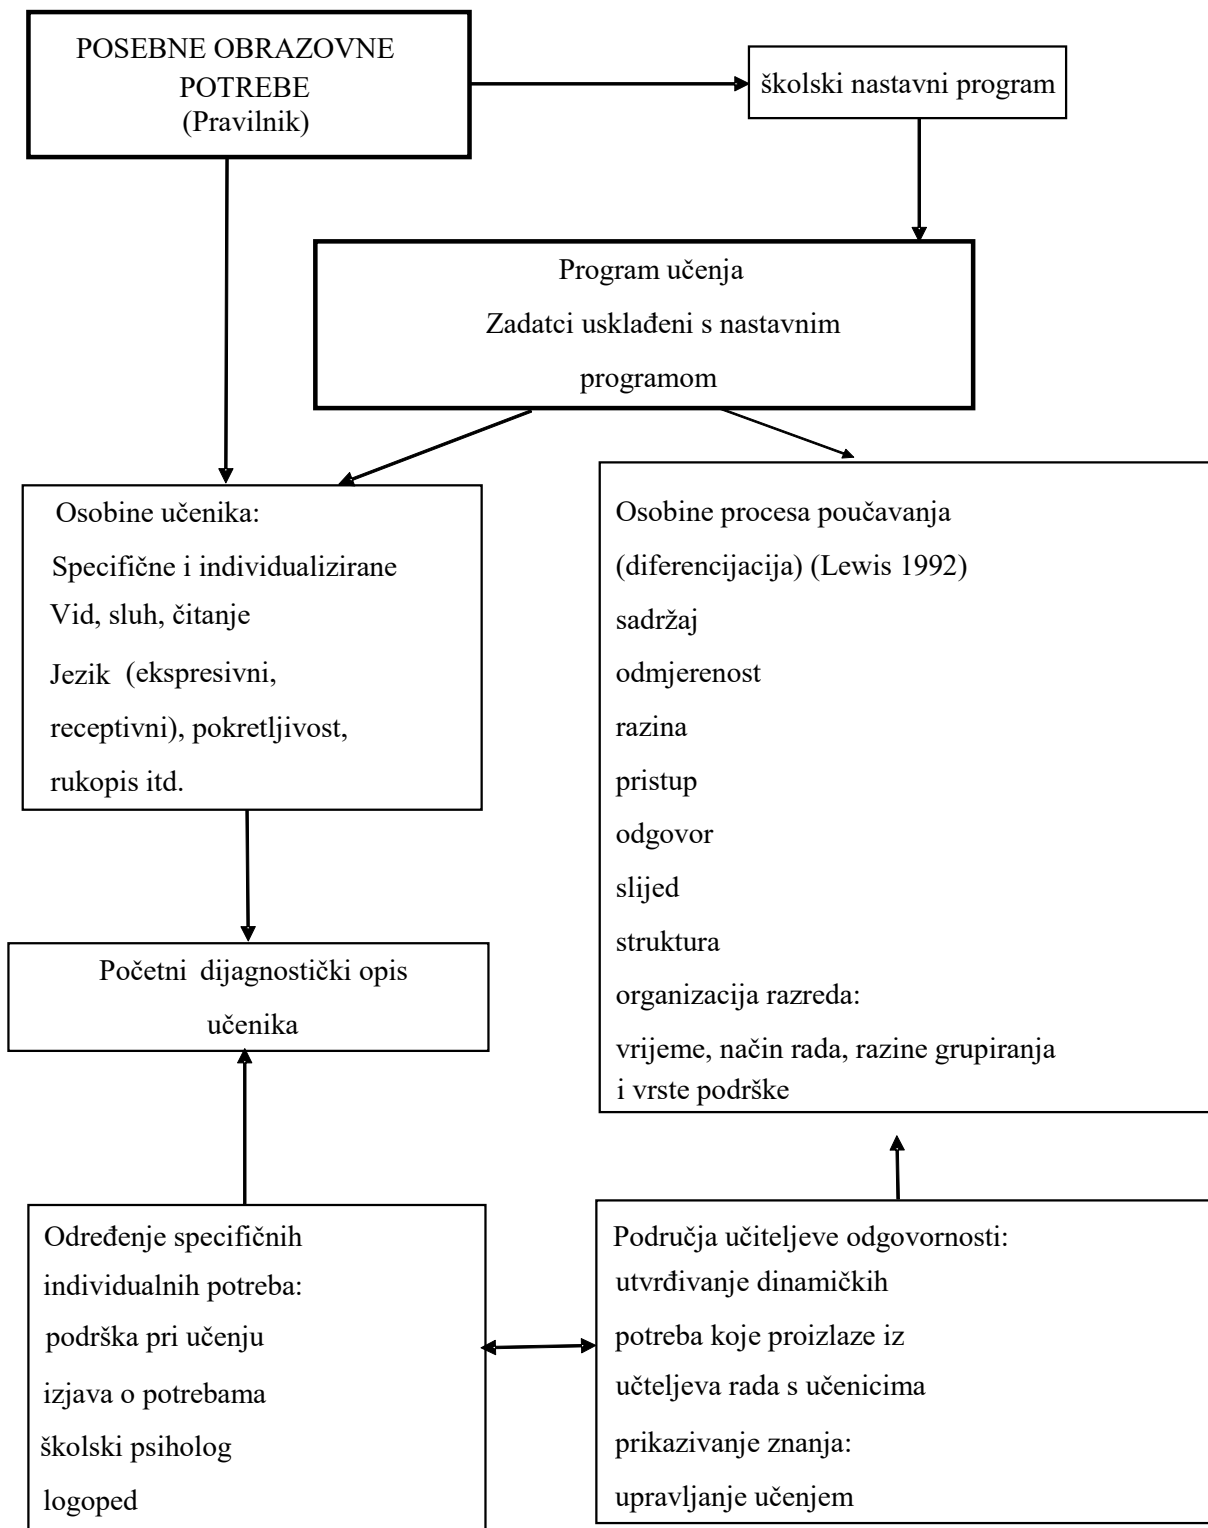 POSEBNE OBRAZOVNE
POTREBE
(Pravilnik)
školski nastavni program
Program učenja
Zadatci usklađeni s nastavnim
programom
Osobine učenika:
Specifične i individualizirane
Vid, sluh, čitanje
Jezik (ekspresivni,
receptivni), pokretljivost,
rukopis itd.
Osobine procesa poučavanja
(diferencijacija) (Lewis 1992)
sadržaj
odmjerenost
razina
pristup
odgovor
slijed
struktura
organizacija razreda:
vrijeme, način rada, razine grupiranja
i vrste podrške
Početni dijagnostički opis
učenika
Određenje specifičnih
individualnih potreba:
podrška pri učenju
izjava o potrebama
školski psiholog
logoped
Područja učiteljeve odgovornosti:
utvrđivanje dinamičkih
potreba koje proizlaze iz
učteljeva rada s učenicima
prikazivanje znanja:
upravljanje učenjem